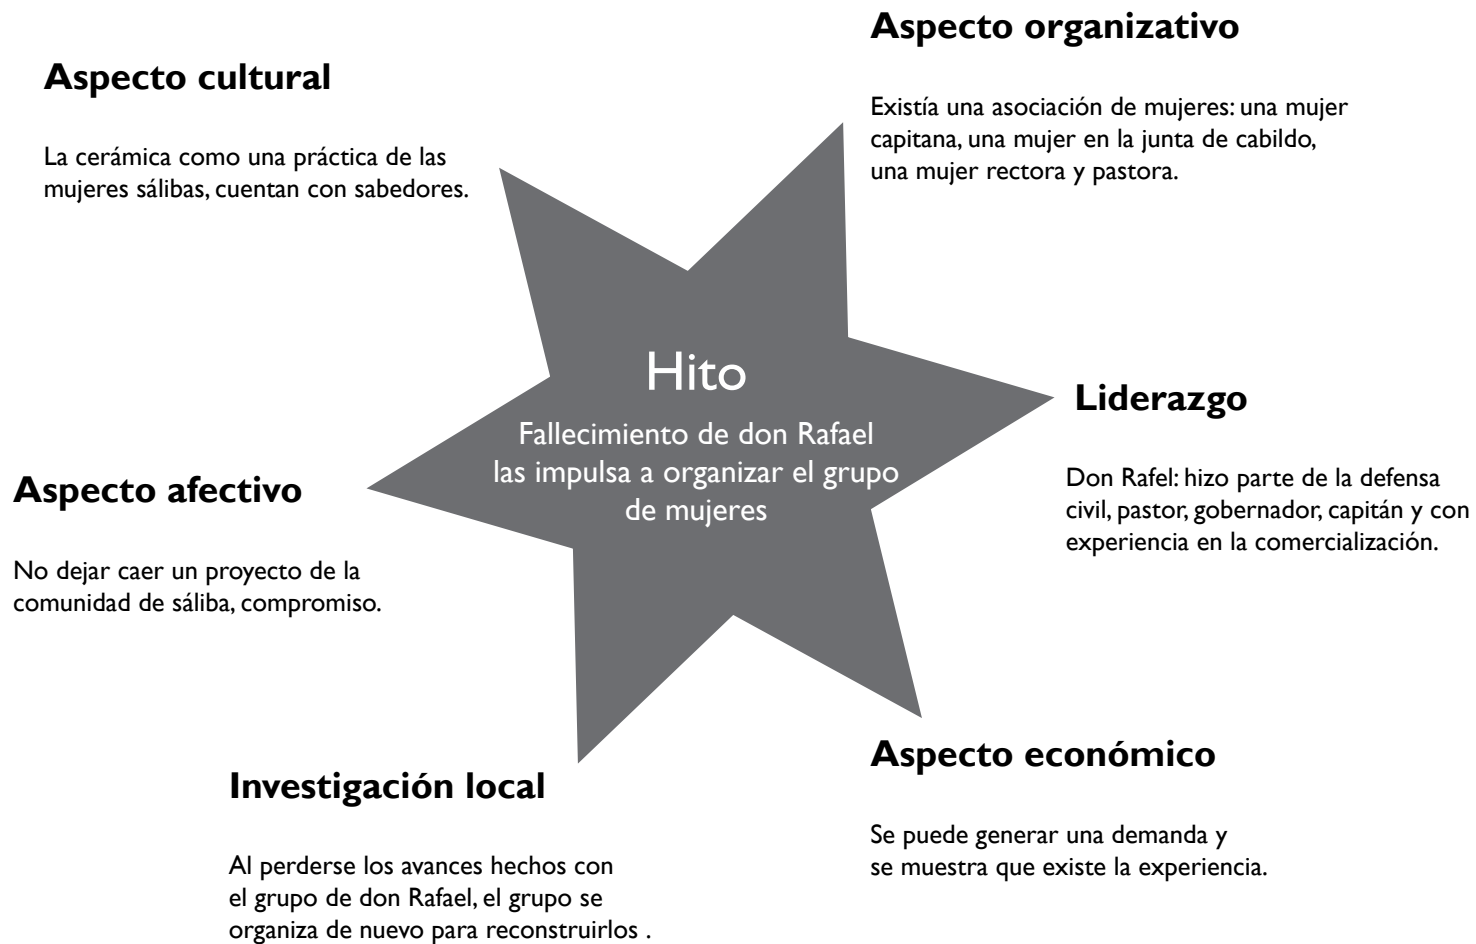 Aspecto organizativo
Existía una asociación de mujeres: una mujer
capitana, una mujer en la junta de cabildo,
una mujer rectora y pastora.
Aspecto cultural
La cerámica como una práctica de las
mujeres sálibas, cuentan con sabedores.
Hito
Fallecimiento de don Rafael
las impulsa a organizar el grupo
de mujeres
Liderazgo
Don Rafel: hizo parte de la defensa
civil, pastor, gobernador, capitán y con
experiencia en la comercialización.
Aspecto afectivo
No dejar caer un proyecto de la
comunidad de sáliba, compromiso.
Aspecto económico
Se puede generar una demanda y
se muestra que existe la experiencia.
Investigación local
Al perderse los avances hechos con
el grupo de don Rafael, el grupo se
organiza de nuevo para reconstruirlos .